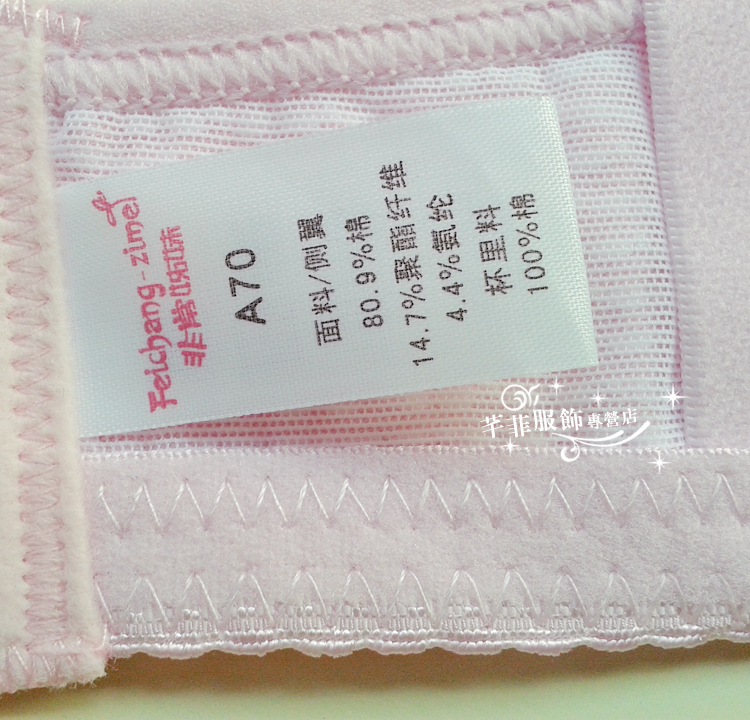 Feichang-zimei
非常姊妹
A70
面料/侧翼
80.9%棉
14.7%聚酯纤维
4.4%氨纶
杯里料
100%棉
芊菲服飾專營店